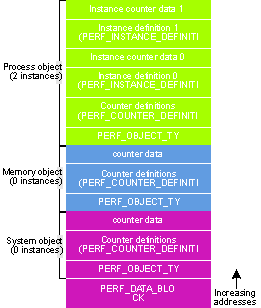 Instance counter data 1
Instance definition 1
(PERF_INSTANCE_DEFINITI
Instance counter data 0
Process object
(2 instances)
Instance definition 0
(PERF_INSTANCE_DEFINITI
Counter definitions
(PERF_COUNTER_DEFINITI
PERF_OBJECT_TY
counter data
Memory object
(0 instances)
Counter definitions
(PERF_COUNTER_DEFINITI
PERF_OBJECT_TY
counter data
System object
(0 instances)
Counter definitions
(PERF_COUNTER_DEFINITI
PERF_OBJECT_TY
PERF_DATA_BLO
CK
Increasing
addresses